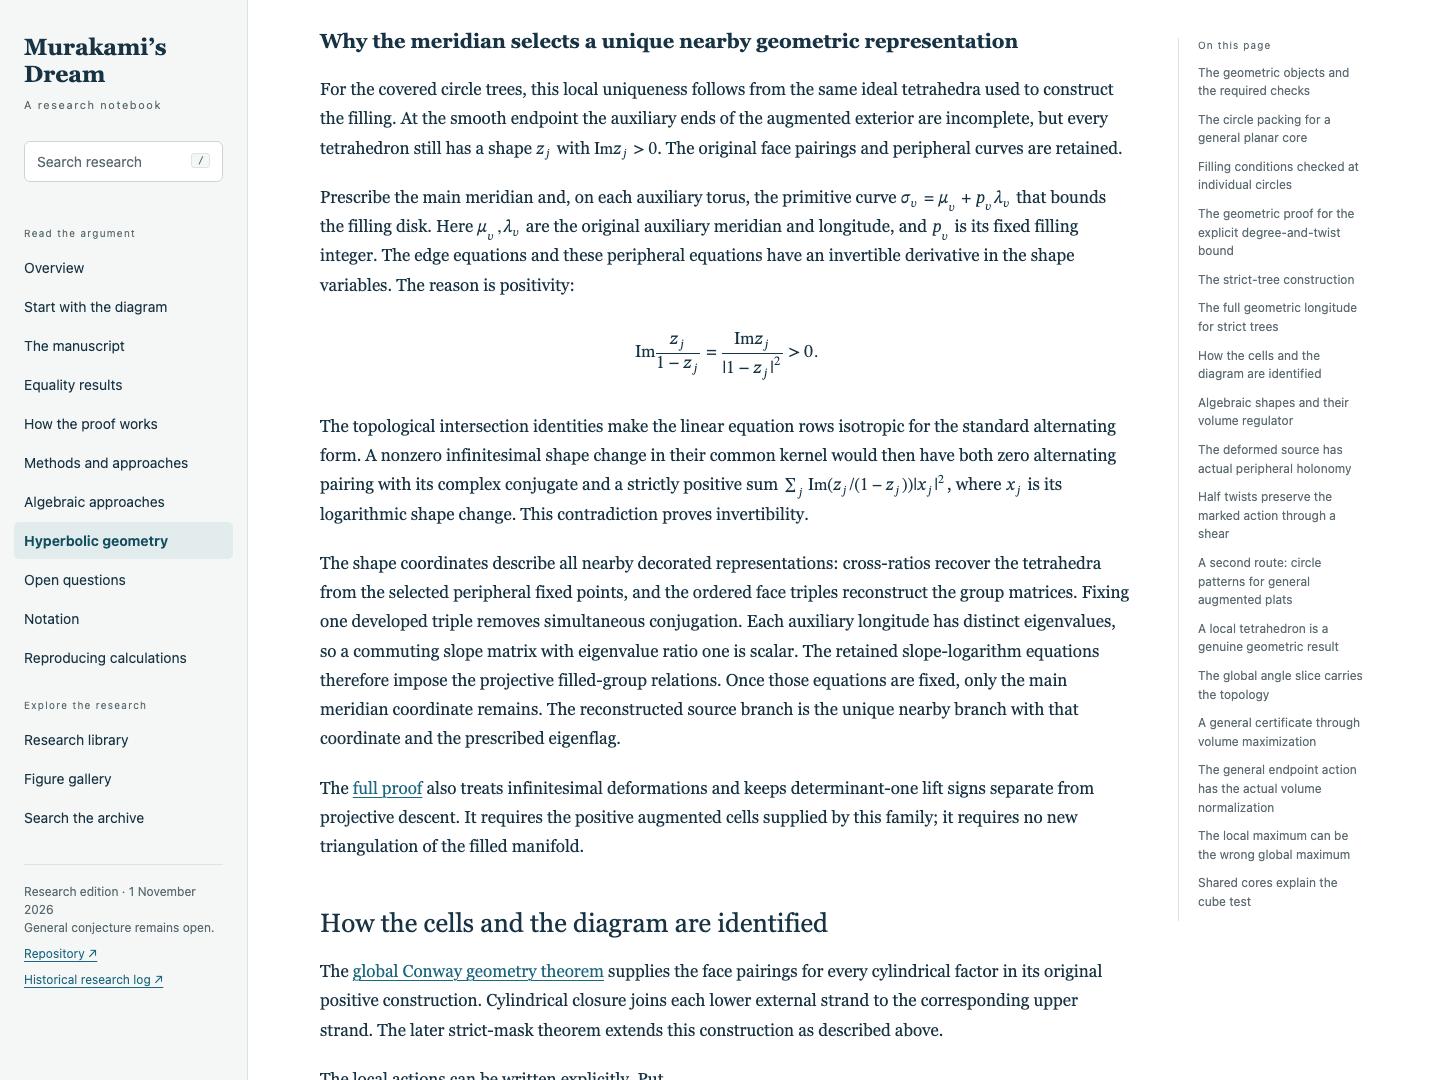 Murakami’s
Dream
A research notebook
Search research /
Read the argument
Overview
Start with the diagram
The manuscript
Equality results
How the proof works
Methods and approaches
Algebraic approaches
Hyperbolic geometry
Open questions
Notation
Reproducing calculations
Explore the research
Research library
Figure gallery
Search the archive
Research edition · 1 November
2026
General conjecture remains open.
Repository ↗
Historical research log ↗
Why the meridian selects a unique nearby geometric representation
For the covered circle trees, this local uniqueness follows from the same ideal tetrahedra used to construct
the filling. At the smooth endpoint the auxiliary ends of the augmented exterior are incomplete, but every
tetrahedron still has a shape z_j with Imz_j > 0. The original face pairings and peripheral curves are retained.
Prescribe the main meridian and, on each auxiliary torus, the primitive curve σ_v = μ_v + p_v λ_v that bounds
the filling disk. Here μ_v, λ_v are the original auxiliary meridian and longitude, and p_v is its fixed filling
integer. The edge equations and these peripheral equations have an invertible derivative in the shape
variables. The reason is positivity:
Im z_j / (1 − z_j) = Imz_j / |1 − z_j|² > 0.
The topological intersection identities make the linear equation rows isotropic for the standard alternating
form. A nonzero infinitesimal shape change in their common kernel would then have both zero alternating
pairing with its complex conjugate and a strictly positive sum ∑_j Im(z_j/(1 − z_j))|x_j|², where x_j is its
logarithmic shape change. This contradiction proves invertibility.
The shape coordinates describe all nearby decorated representations: cross-ratios recover the tetrahedra
from the selected peripheral fixed points, and the ordered face triples reconstruct the group matrices. Fixing
one developed triple removes simultaneous conjugation. Each auxiliary longitude has distinct eigenvalues,
so a commuting slope matrix with eigenvalue ratio one is scalar. The retained slope-logarithm equations
therefore impose the projective filled-group relations. Once those equations are fixed, only the main
meridian coordinate remains. The reconstructed source branch is the unique nearby branch with that
coordinate and the prescribed eigenflag.
The full proof also treats infinitesimal deformations and keeps determinant-one lift signs separate from
projective descent. It requires the positive augmented cells supplied by this family; it requires no new
triangulation of the filled manifold.
How the cells and the diagram are identified
The global Conway geometry theorem supplies the face pairings for every cylindrical factor in its original
positive construction. Cylindrical closure joins each lower external strand to the corresponding upper
strand. The later strict-mask theorem extends this construction as described above.
The local actions can be written explicitly. Put
On this page
The geometric objects and
the required checks
The circle packing for a
general planar core
Filling conditions checked at
individual circles
The geometric proof for the
explicit degree-and-twist
bound
The strict-tree construction
The full geometric longitude
for strict trees
How the cells and the
diagram are identified
Algebraic shapes and their
volume regulator
The deformed source has
actual peripheral holonomy
Half twists preserve the
marked action through a
shear
A second route: circle
patterns for general
augmented plats
A local tetrahedron is a
genuine geometric result
The global angle slice carries
the topology
A general certificate through
volume maximization
The general endpoint action
has the actual volume
normalization
The local maximum can be
the wrong global maximum
Shared cores explain the
cube test